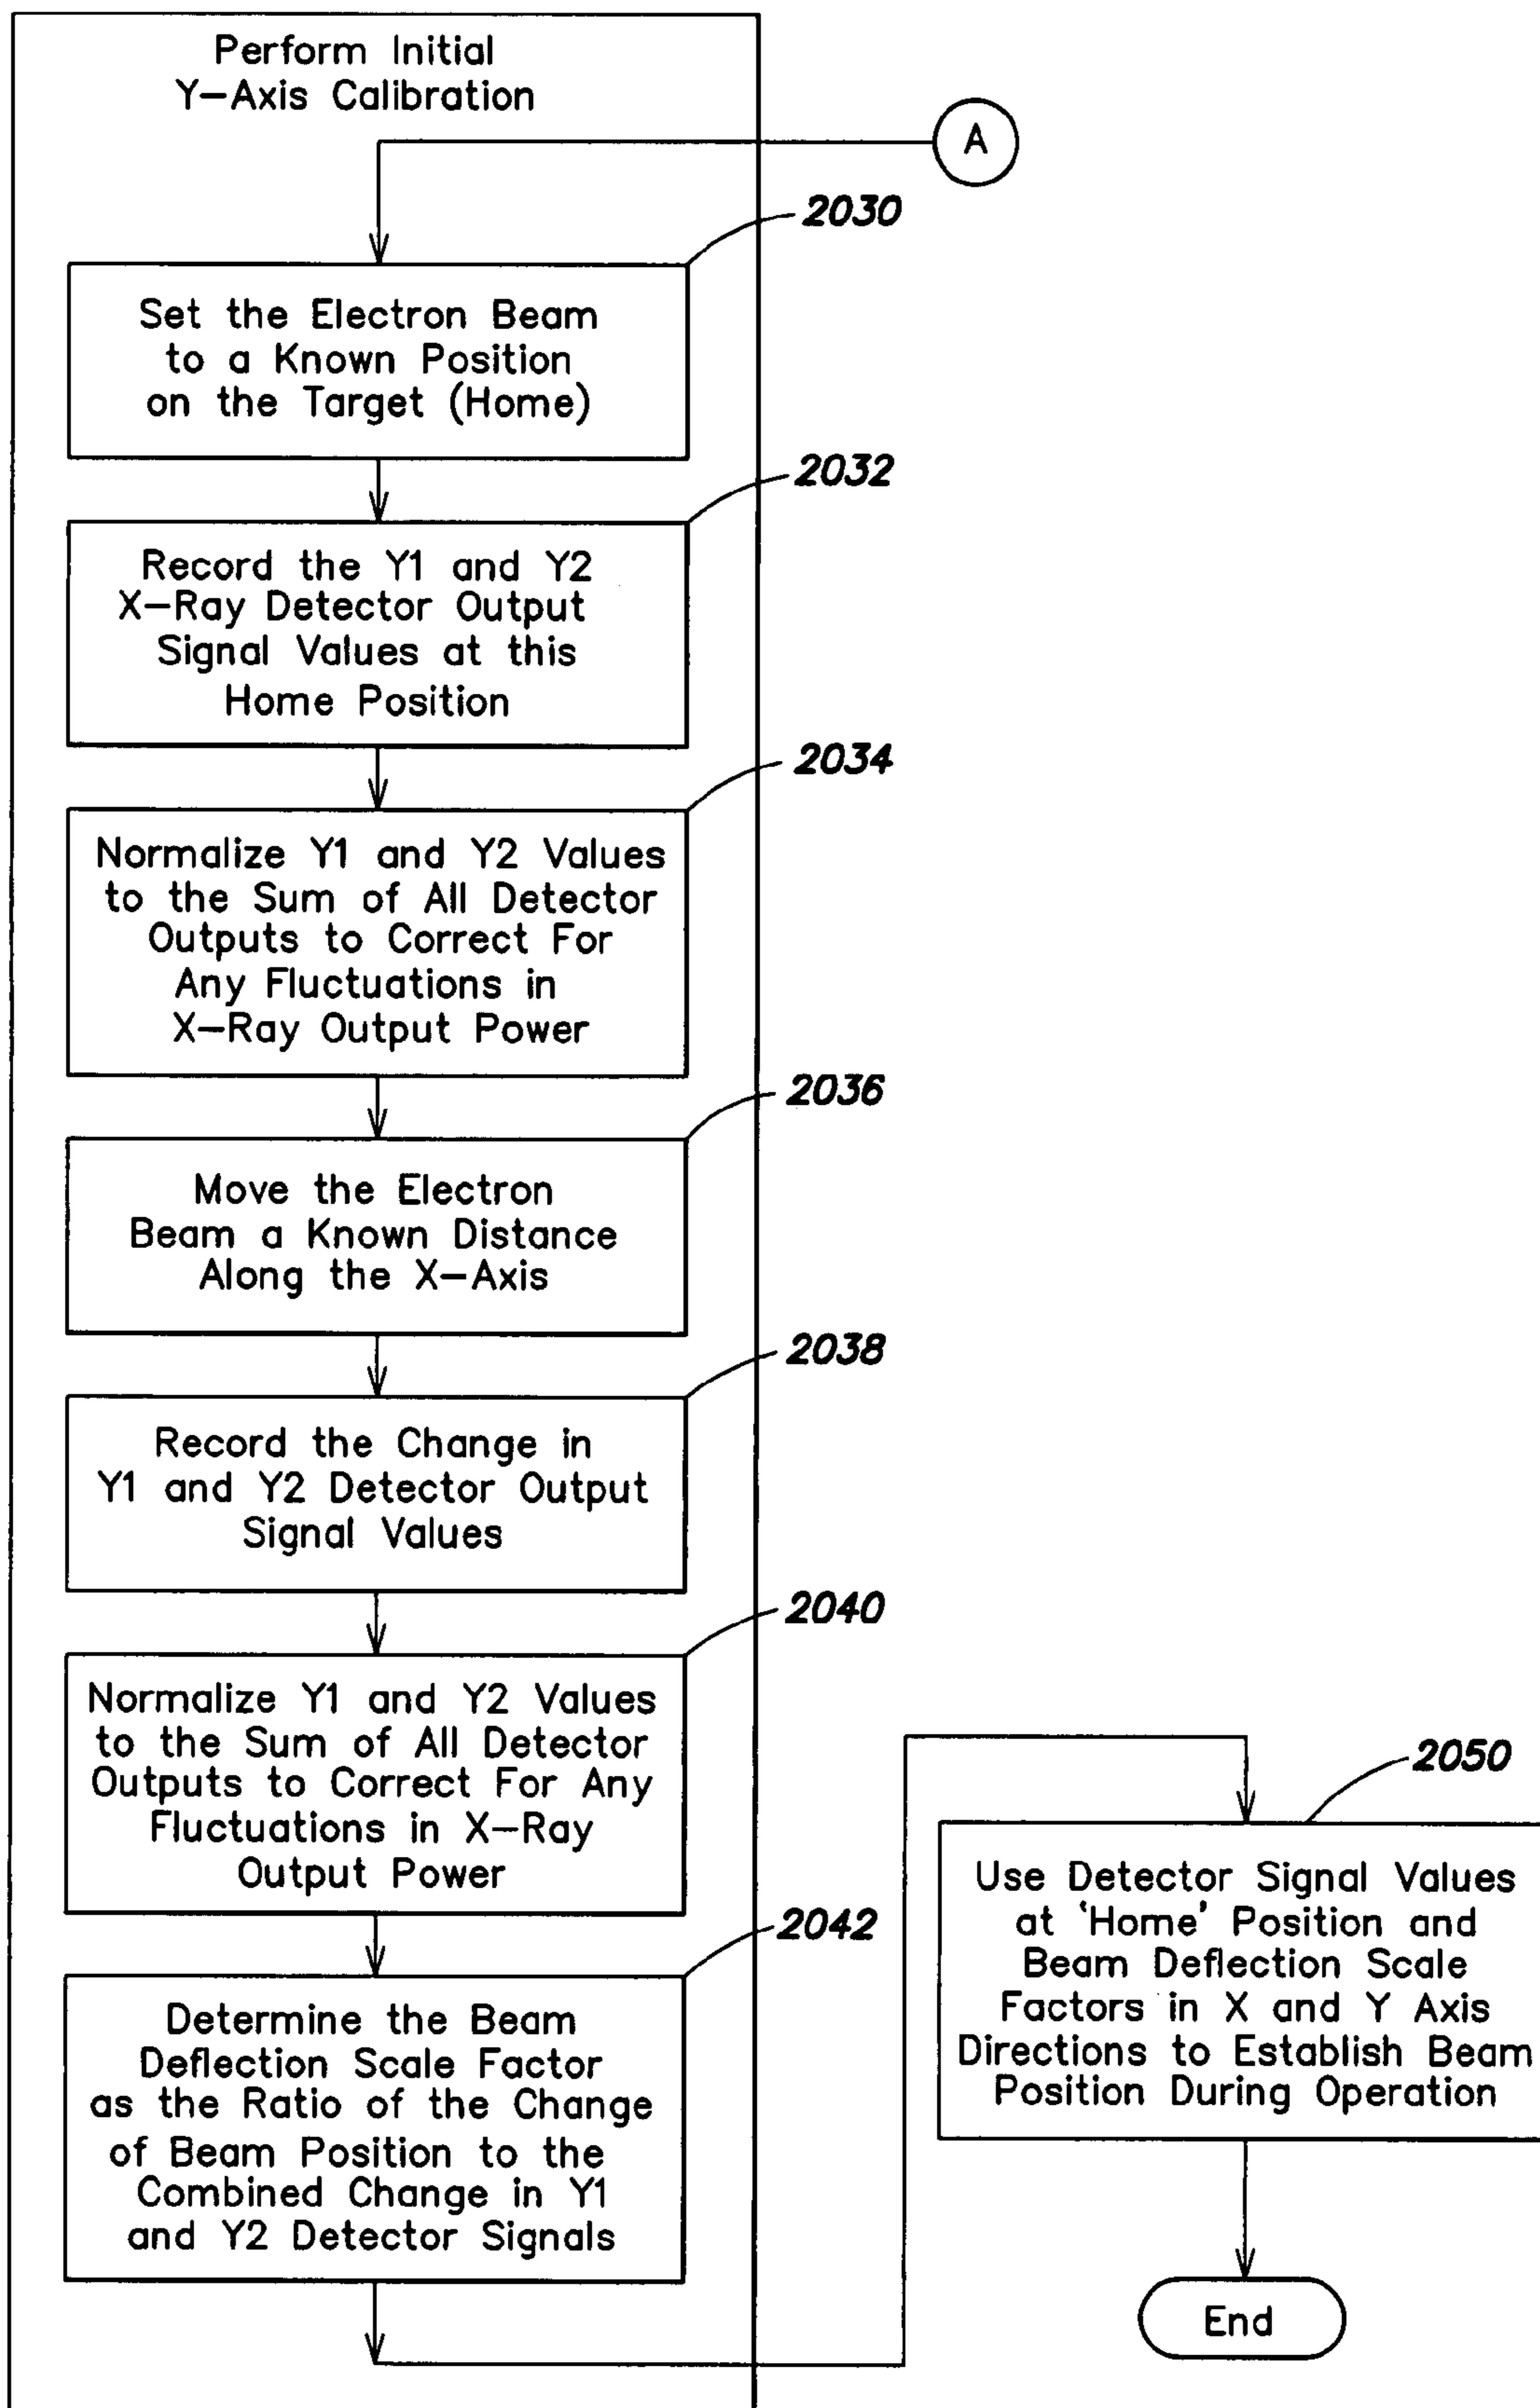 Perform Initial
Y-Axis Calibration
A
2030
Set the Electron Beam
to a Known Position
on the Target (Home)
2032
Record the Y1 and Y2
X-Ray Detector Output
Signal Values at this
Home Position
2034
Normalize Y1 and Y2 Values
to the Sum of All Detector
Outputs to Correct For
Any Fluctuations in
X-Ray Output Power
2036
Move the Electron
Beam a Known Distance
Along the X-Axis
2038
Record the Change in
Y1 and Y2 Detector Output
Signal Values
2040
Normalize Y1 and Y2 Values
to the Sum of All Detector
Outputs to Correct For Any
Fluctuations in X-Ray
Output Power
2042
Determine the Beam
Deflection Scale Factor
as the Ratio of the Change
of Beam Position to the
Combined Change in Y1
and Y2 Detector Signals
2050
Use Detector Signal Values
at ‘Home’ Position and
Beam Deflection Scale
Factors in X and Y Axis
Directions to Establish Beam
Position During Operation
End